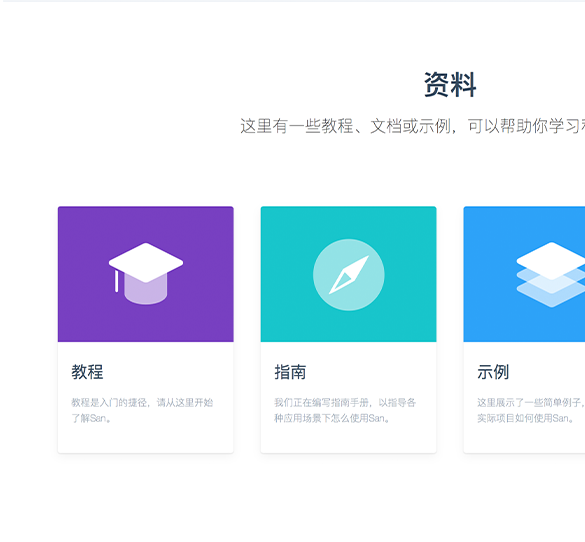 资料
这里有一些教程、文档或示例，可以帮助你学习
教程
教程是入门的捷径，请从这里开始
了解San。
指南
我们正在编写指南手册，以指导各
种应用场景下怎么使用San。
示例
这里展示了一些简单例子，
实际项目如何使用San。